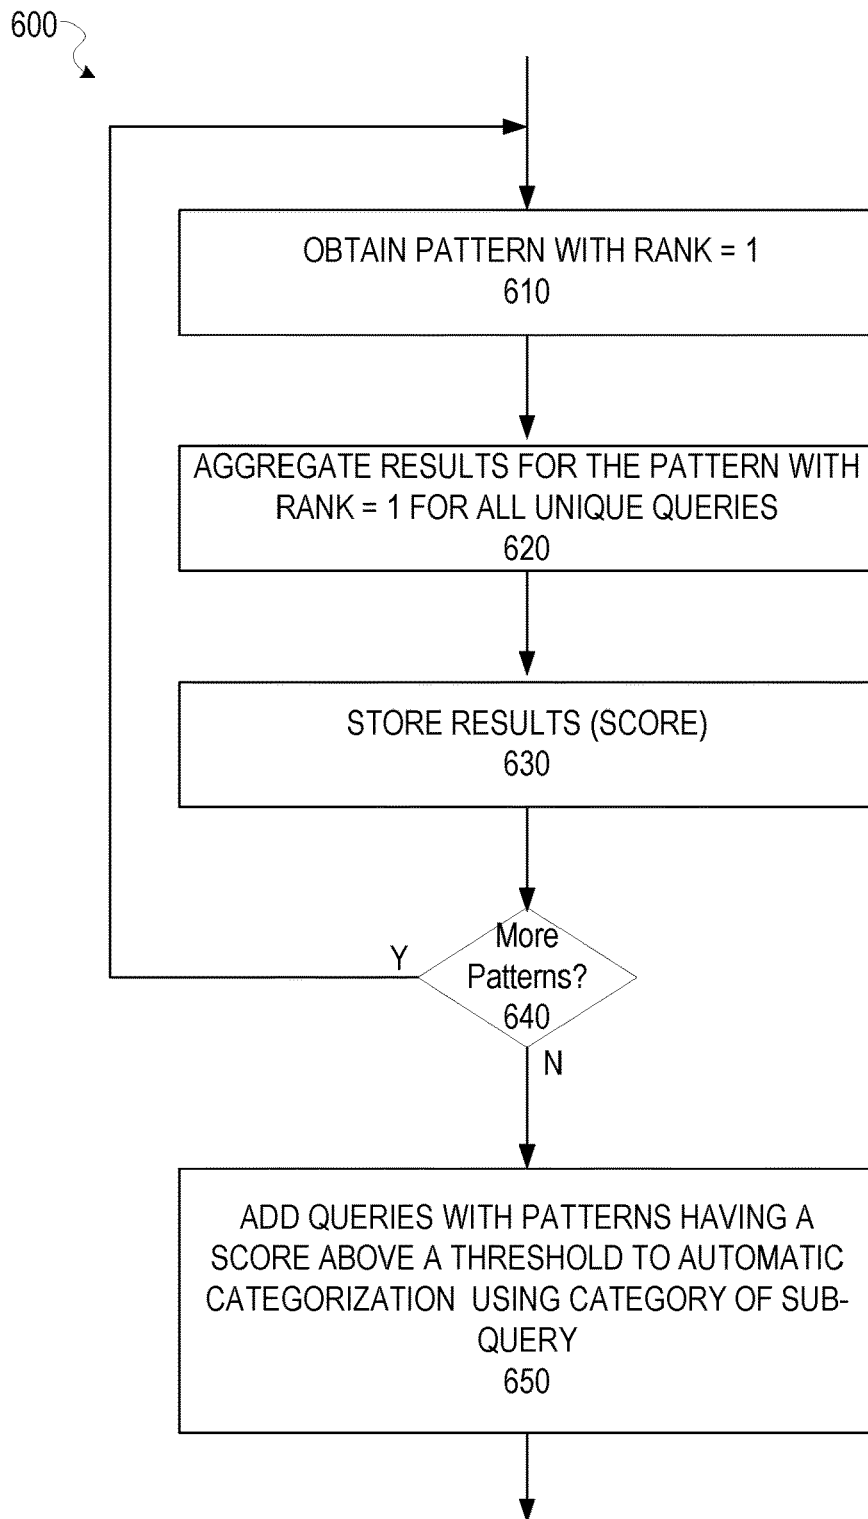 600
OBTAIN PATTERN WITH RANK = 1
610
AGGREGATE RESULTS FOR THE PATTERN WITH
RANK = 1 FOR ALL UNIQUE QUERIES
620
STORE RESULTS (SCORE)
630
More
Patterns?
640
Y
N
ADD QUERIES WITH PATTERNS HAVING A
SCORE ABOVE A THRESHOLD TO AUTOMATIC
CATEGORIZATION USING CATEGORY OF SUB-
QUERY
650